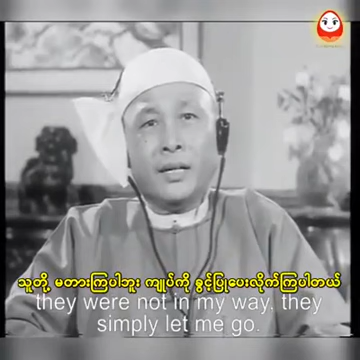 သူတို့ မတားကြပါဘူး ကျုပ်ကို ခွင့်ပြုပေးလိုက်ကြပါတယ်
they were not in my way, they
simply let me go.